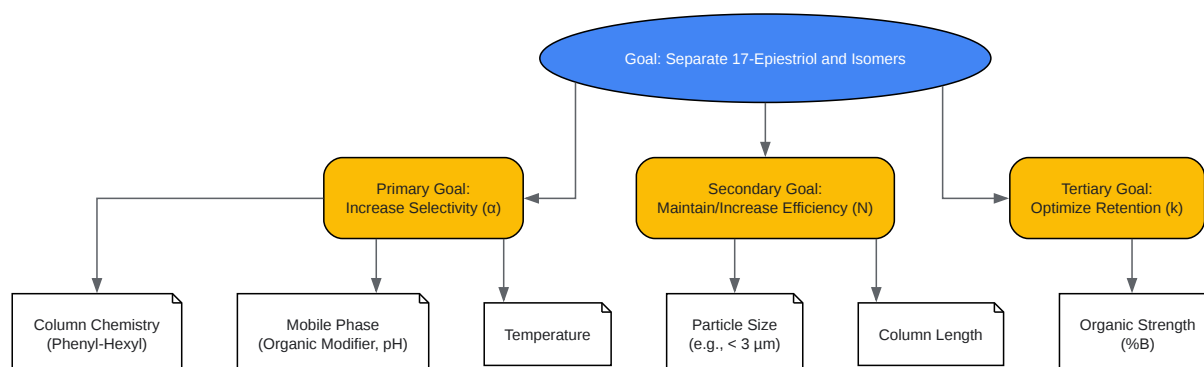 Goal: Separate 17-Epiestriol and Isomers
Primary Goal:
Increase Selectivity (α)
Secondary Goal:
Maintain/Increase Efficiency (N)
Tertiary Goal:
Optimize Retention (k)
Column Chemistry
(Phenyl-Hexyl)
Mobile Phase
(Organic Modifier, pH)
Temperature
Particle Size
(e.g., < 3 µm)
Column Length
Organic Strength
(%B)